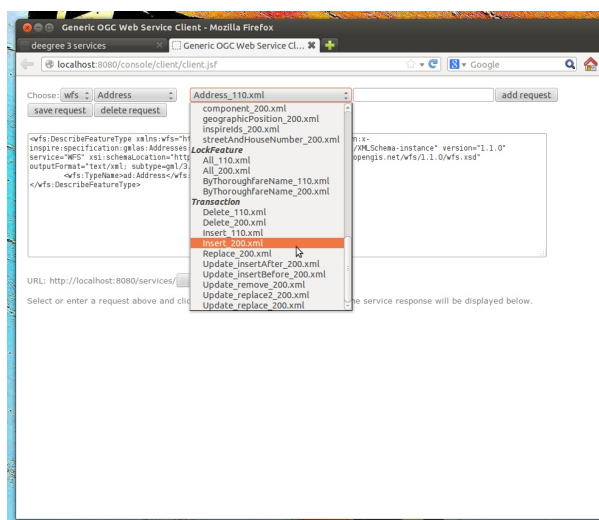 Generic OGC Web Service Client - Mozilla Firefox
deegree 3 services
Generic OGC Web Service Cl...
localhost:8080/console/client/client.jsf
Google
Choose: wfs Address Address_110.xml add request
save request delete request
component_200.xml
geographicPosition_200.xml
inspireIds_200.xml
streetAndHouseNumber_200.xml
LockFeature
All_110.xml
All_200.xml
ByThoroughfareName_110.xml
ByThoroughfareName_200.xml
Transaction
Delete_110.xml
Delete_200.xml
Insert_110.xml
Insert_200.xml
Replace_200.xml
Update_insertAfter_200.xml
Update_insertBefore_200.xml
Update_remove_200.xml
Update_replace2_200.xml
Update_replace_200.xml
<wfs:DescribeFeatureType xmlns:wfs="ht n:x-
inspire:specification:gmlas:Addresses: /XMLSchema-instance" version="1.1.0"
service="WFS" xsi:schemaLocation="http opengis.net/wfs/1.1.0/wfs.xsd"
outputFormat="text/xml; subtype=gml/3.
<wfs:TypeName>ad:Address</wfs:
</wfs:DescribeFeatureType>
URL: http://localhost:8080/services/
Select or enter a request above and clic he service response will be displayed below.